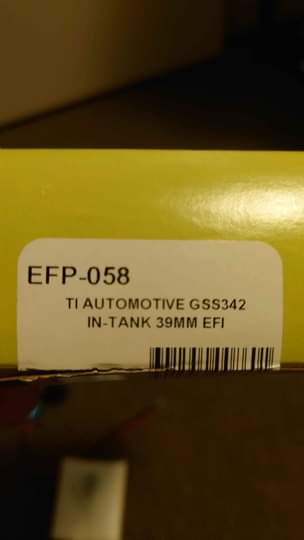 EFP-058
TI AUTOMOTIVE GSS342
IN-TANK 39MM EFI